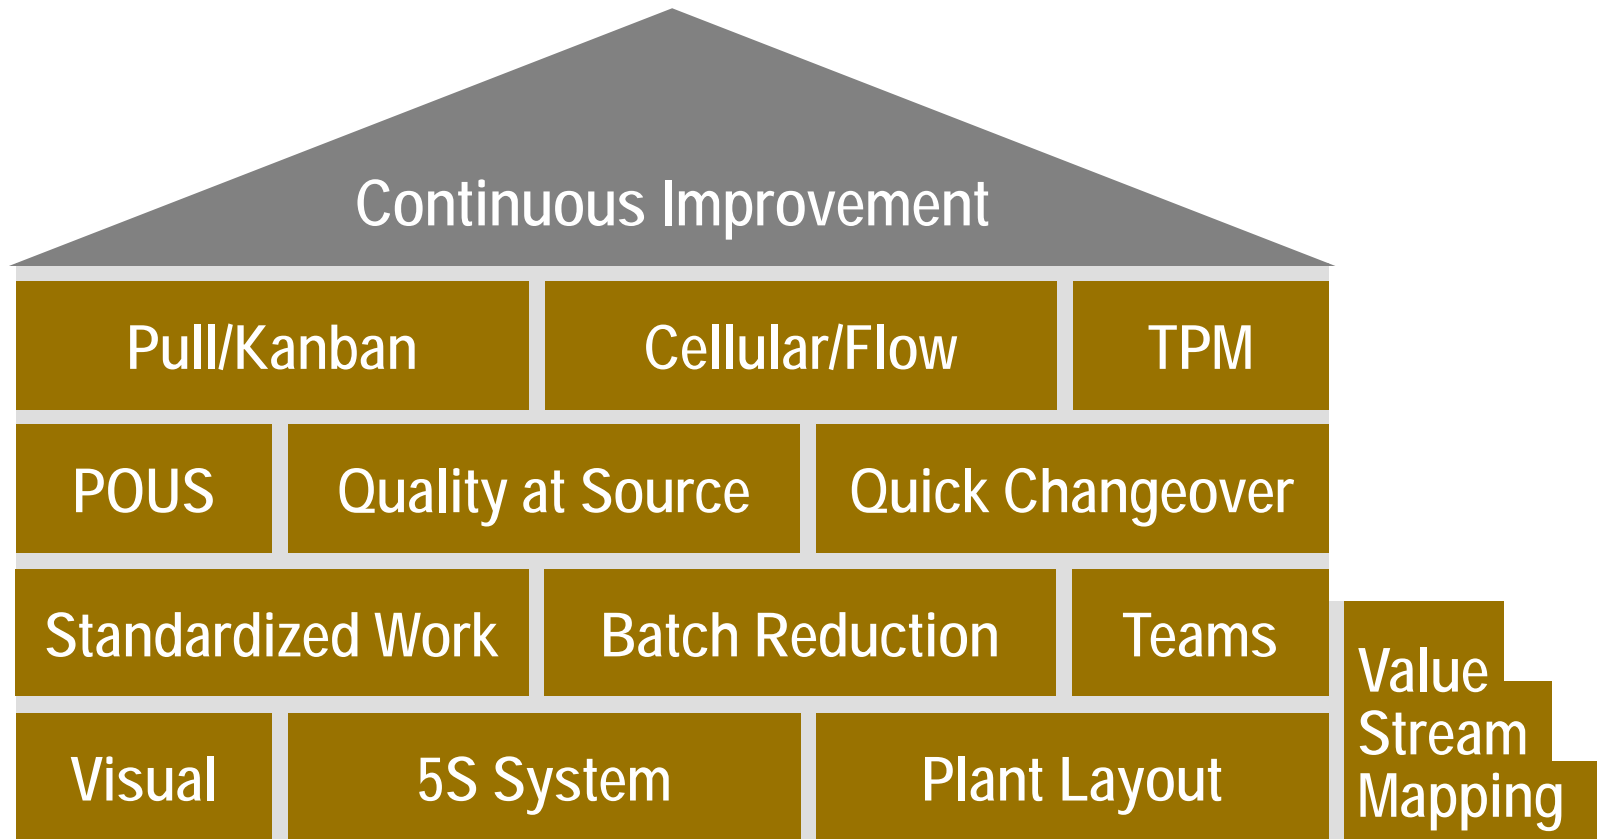 Continuous Improvement
Pull/Kanban
Cellular/Flow
TPM
POUS
Quality at Source
Quick Changeover
Standardized Work
Batch Reduction
Teams
Visual
5S System
Plant Layout
Value
Stream
Mapping